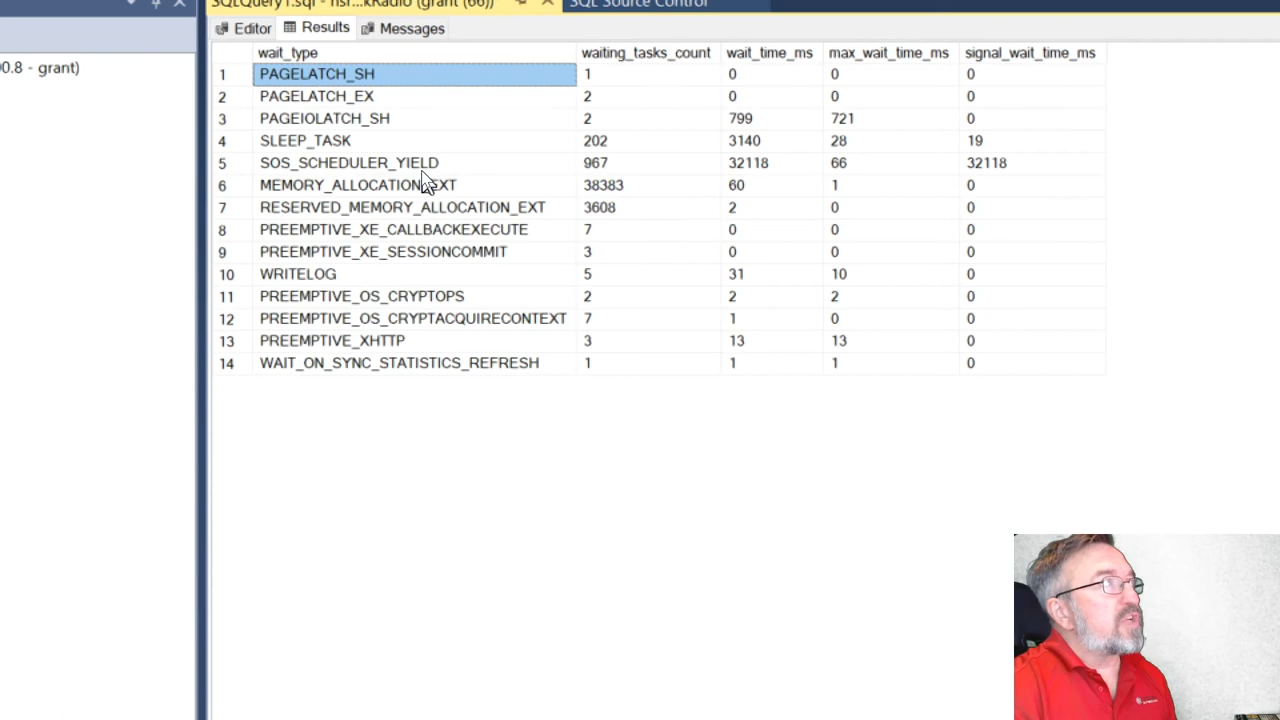 SQLQuery1.sql - hsr...kRadio (grant (66))
SQL Source Control
0.8 - grant)
Editor Results Messages
wait_type waiting_tasks_count wait_time_ms max_wait_time_ms signal_wait_time_ms
1 PAGELATCH_SH 1 0 0 0
2 PAGELATCH_EX 2 0 0 0
3 PAGEIOLATCH_SH 2 799 721 0
4 SLEEP_TASK 202 3140 28 19
5 SOS_SCHEDULER_YIELD 967 32118 66 32118
6 MEMORY_ALLOCATION_EXT 38383 60 1 0
7 RESERVED_MEMORY_ALLOCATION_EXT 3608 2 0 0
8 PREEMPTIVE_XE_CALLBACKEXECUTE 7 0 0 0
9 PREEMPTIVE_XE_SESSIONCOMMIT 3 0 0 0
10 WRITELOG 5 31 10 0
11 PREEMPTIVE_OS_CRYPTOPS 2 2 2 0
12 PREEMPTIVE_OS_CRYPTACQUIRECONTEXT 7 1 0 0
13 PREEMPTIVE_XHTTP 3 13 13 0
14 WAIT_ON_SYNC_STATISTICS_REFRESH 1 1 1 0